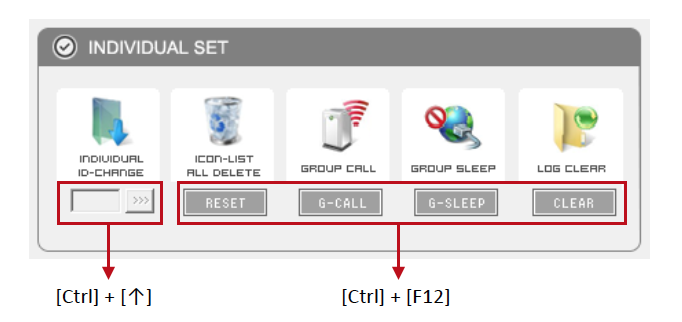 INDIVIDUAL SET
INDIVIDUAL
ID-CHANGE
ICON-LIST
ALL DELETE
GROUP CALL
GROUP SLEEP
LOG CLEAR
>>>
RESET
G-CALL
G-SLEEP
CLEAR
[Ctrl] + [↑]
[Ctrl] + [F12]